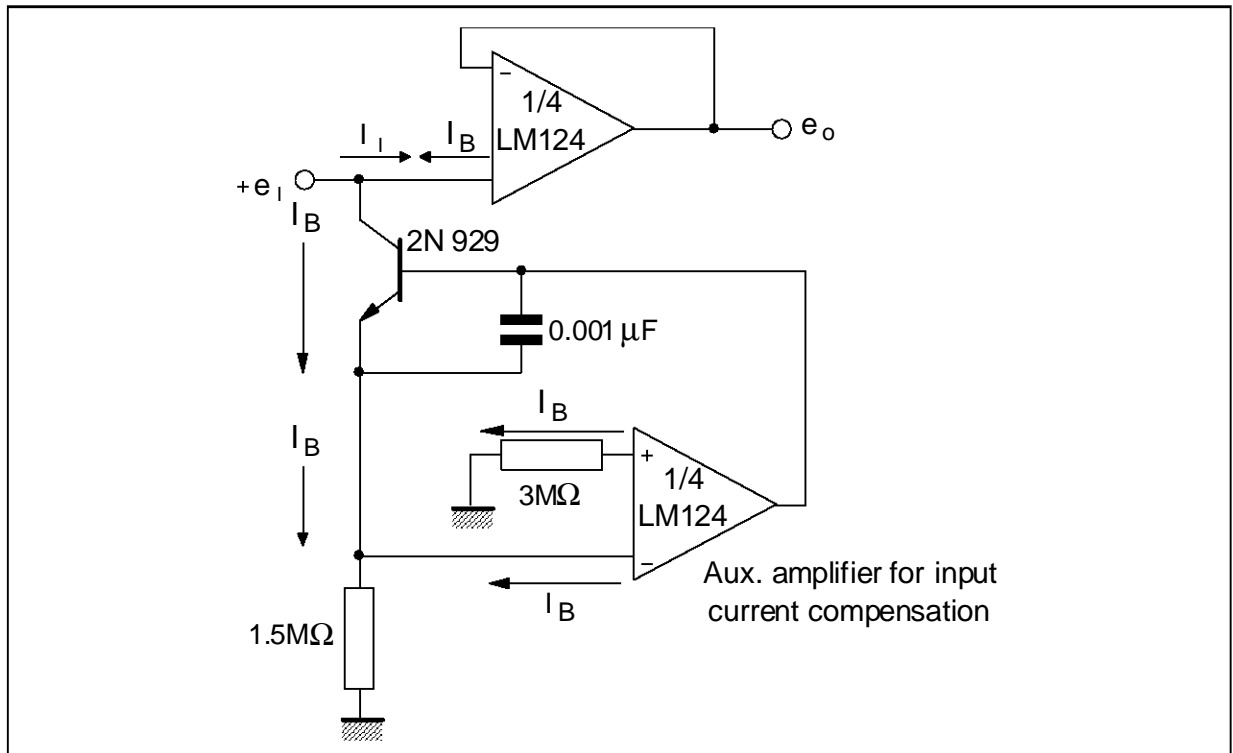 −
1/4
LM124
e o
I I
I B
+e I
I B
2N 929
0.001 µF
I B
I B
+
3MΩ
1/4
LM124
−
I B
Aux. amplifier for input
current compensation
1.5MΩ